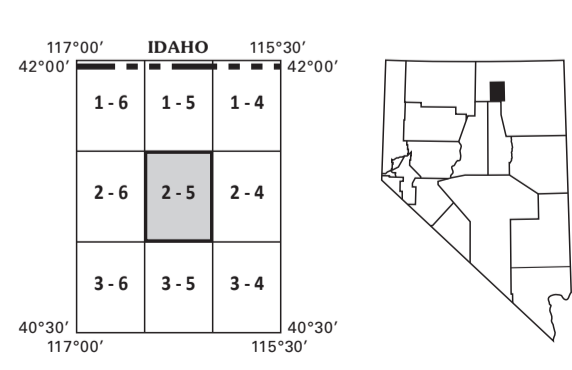 117°00′ IDAHO 115°30′
42°00′ 42°00′
1 - 6 1 - 5 1 - 4
2 - 6 2 - 5 2 - 4
3 - 6 3 - 5 3 - 4
40°30′ 40°30′
117°00′ 115°30′